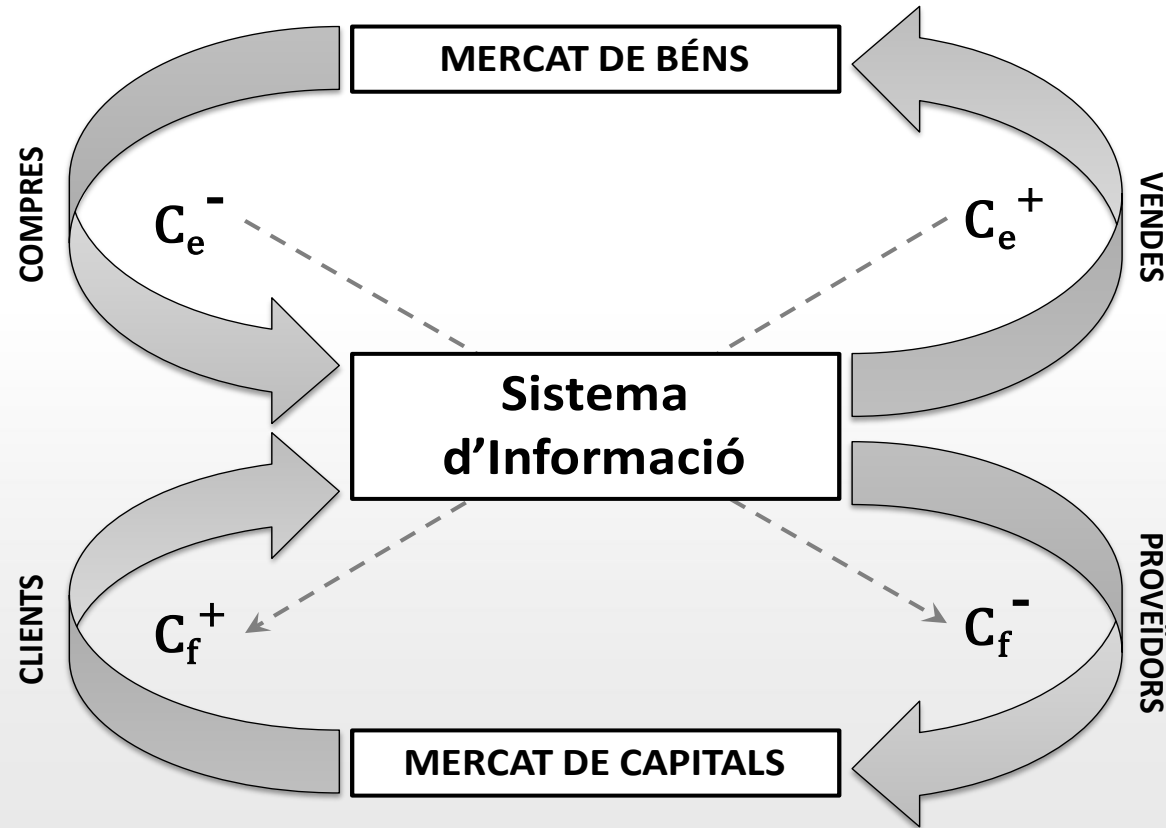 MERCAT DE BÉNS
COMPRES
Ce-
Ce+
VENDES
Sistema
d’Informació
CLIENTS
Cf+
Cf-
PROVEÏDORS
MERCAT DE CAPITALS